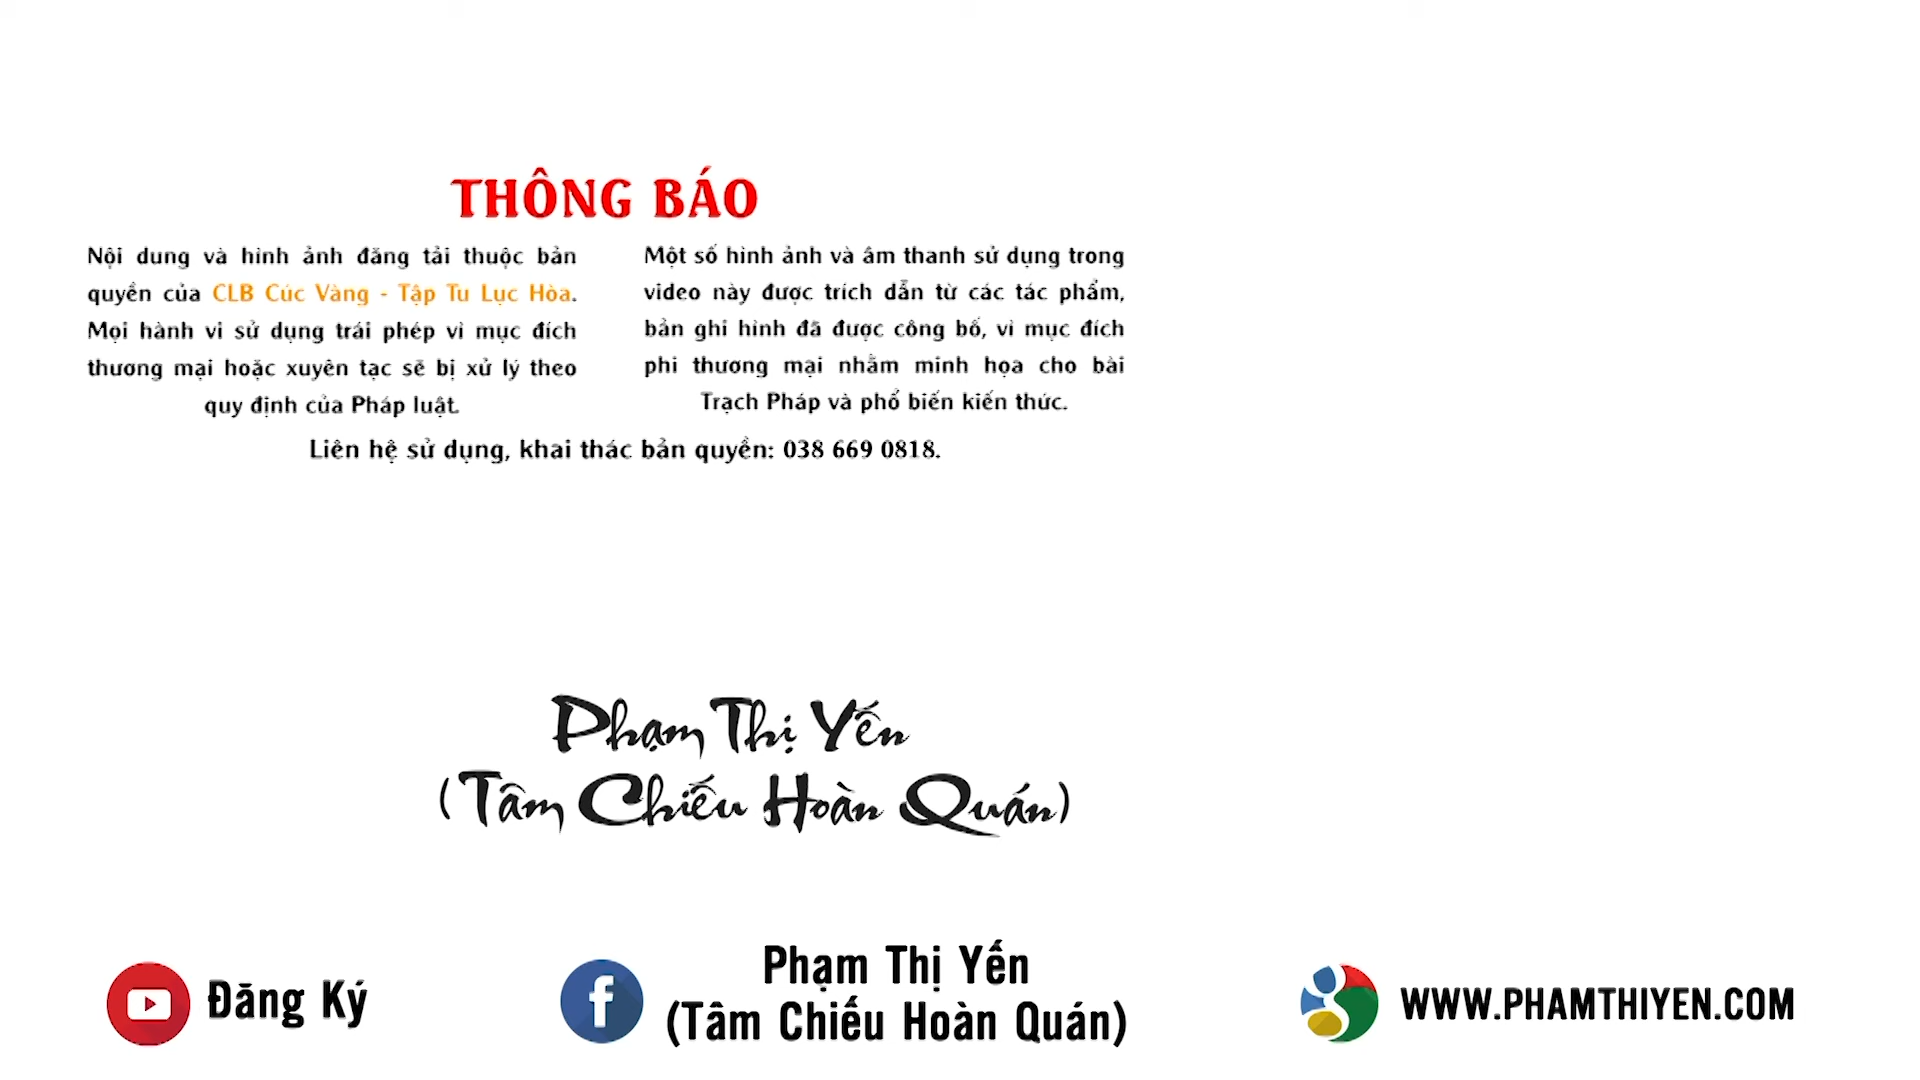 THÔNG BÁO
Nội dung và hình ảnh đăng tải thuộc bản
quyền của CLB Cúc Vàng - Tập Tu Lục Hòa.
Mọi hành vi sử dụng trái phép vì mục đích
thương mại hoặc xuyên tạc sẽ bị xử lý theo
quy định của Pháp luật.
Một số hình ảnh và âm thanh sử dụng trong
video này được trích dẫn từ các tác phẩm,
bản ghi hình đã được công bố, vì mục đích
phi thương mại nhằm minh họa cho bài
Trạch Pháp và phổ biến kiến thức.
Liên hệ sử dụng, khai thác bản quyền: 038 669 0818.
Phạm Thị Yến
(Tâm Chiếu Hoàn Quán)
Đăng Ký
Phạm Thị Yến
(Tâm Chiếu Hoàn Quán)
WWW.PHAMTHIYEN.COM